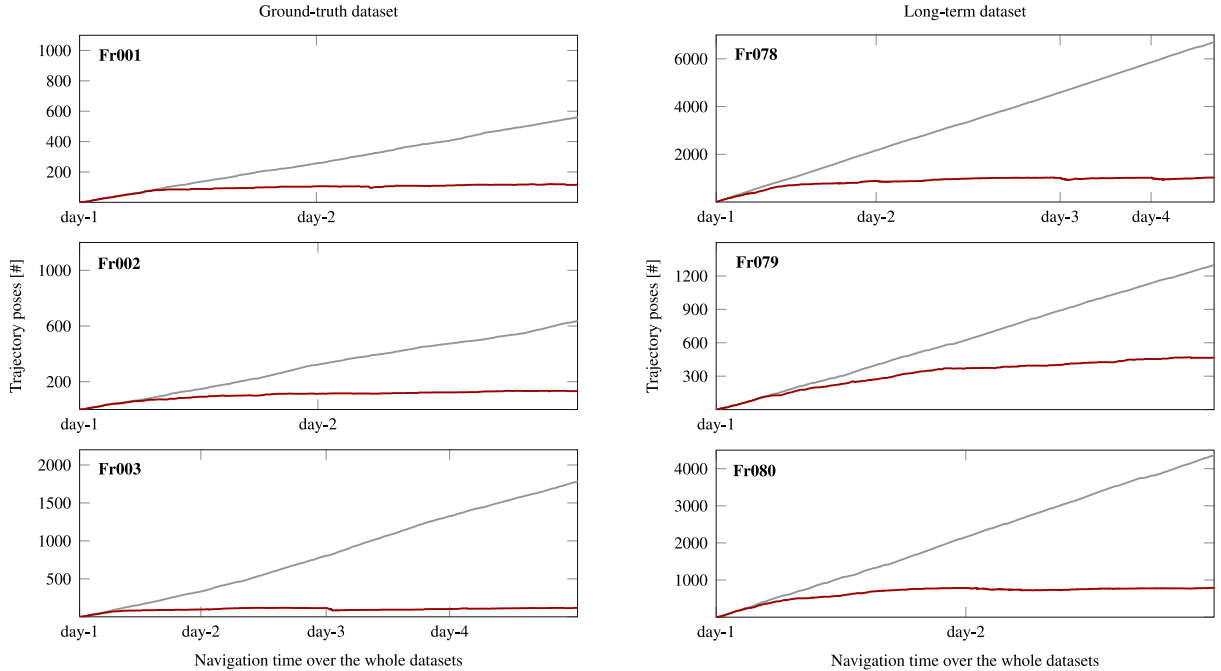 Ground-truth dataset
Long-term dataset
Fr001
1000
800
600
400
200
day-1
day-2
Fr078
6000
4000
2000
day-1
day-2
day-3
day-4
Trajectory poses [#]
Fr002
1000
600
200
day-1
day-2
Trajectory poses [#]
Fr079
1200
900
600
300
day-1
Fr003
2000
1500
1000
500
day-1
day-2
day-3
day-4
Navigation time over the whole datasets
Fr080
4000
3000
2000
1000
day-1
day-2
Navigation time over the whole datasets